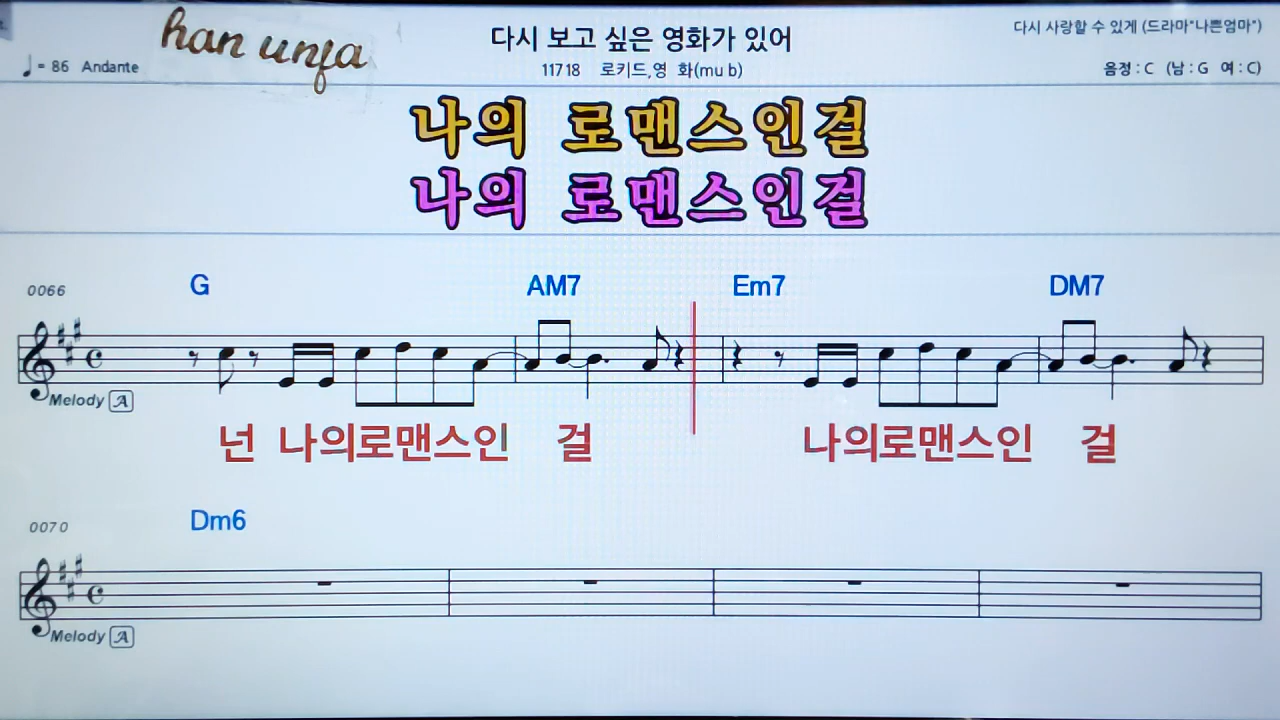 han unja
다시 보고 싶은 영화가 있어
다시 사랑할 수 있게 (드라마"나쁜엄마")
♩ = 86 Andante
11718 로키드,영 화(mu b)
음정 : C (남 : G 여 : C)
나의 로맨스인걸
나의 로맨스인걸
0066 G AM7 Em7 DM7
Melody A
넌 나의로맨스인 걸 나의로맨스인 걸
0070 Dm6
Melody A